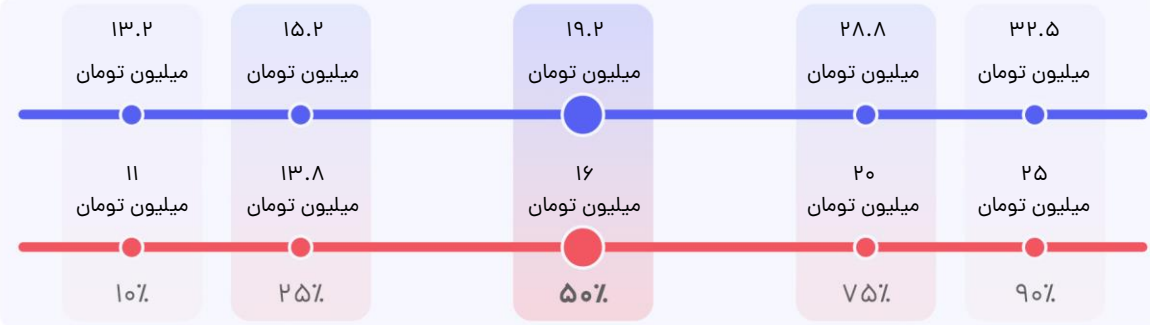 ۱۳.۲
میلیون تومان
۱۵.۲
میلیون تومان
۱۹.۲
میلیون تومان
۲۸.۸
میلیون تومان
۳۲.۵
میلیون تومان
۱۱
میلیون تومان
۱۳.۸
میلیون تومان
۱۶
میلیون تومان
۲۰
میلیون تومان
۲۵
میلیون تومان
۱۰٪
۲۵٪
۵۰٪
۷۵٪
۹۰٪